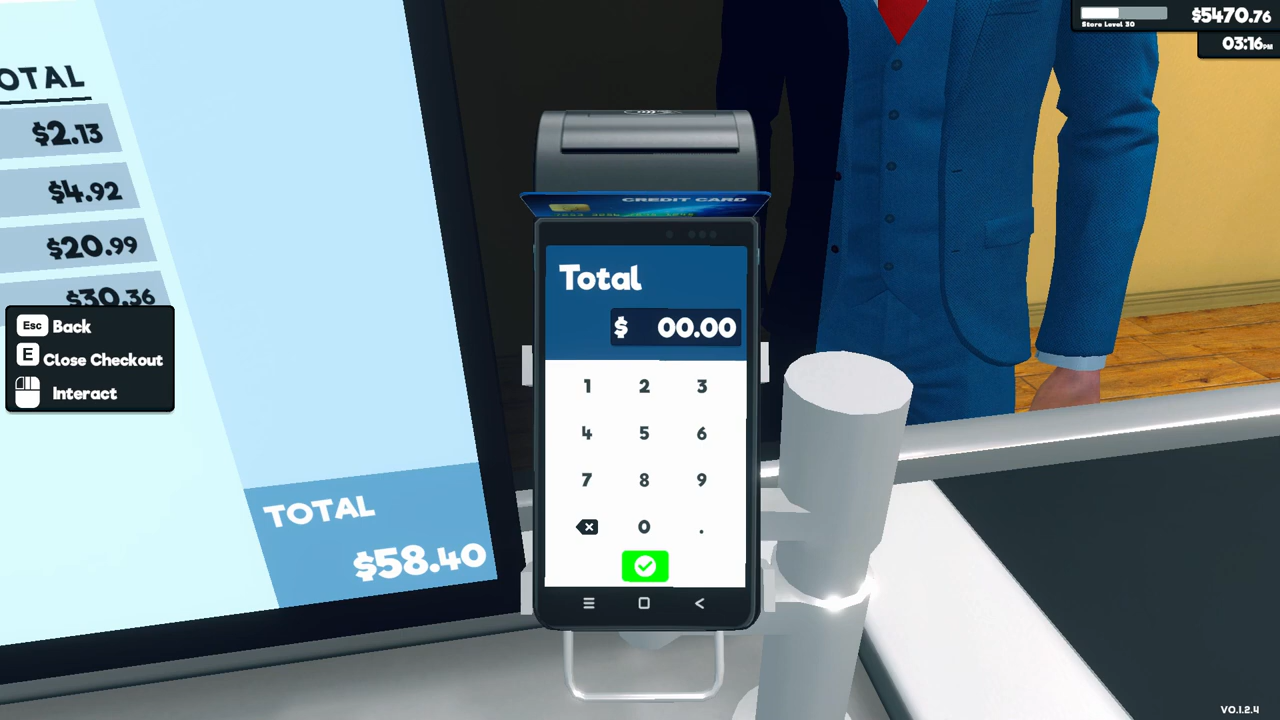 OTAL
$2.13
$4.92
$20.99
$30.36
Esc Back
E Close Checkout
Interact
TOTAL
$58.40
CREDIT CARD
Total
$ 00.00
1 2 3
4 5 6
7 8 9
0 .
$5470.76
Store Level 30
03:16PM
V0.1.2.4